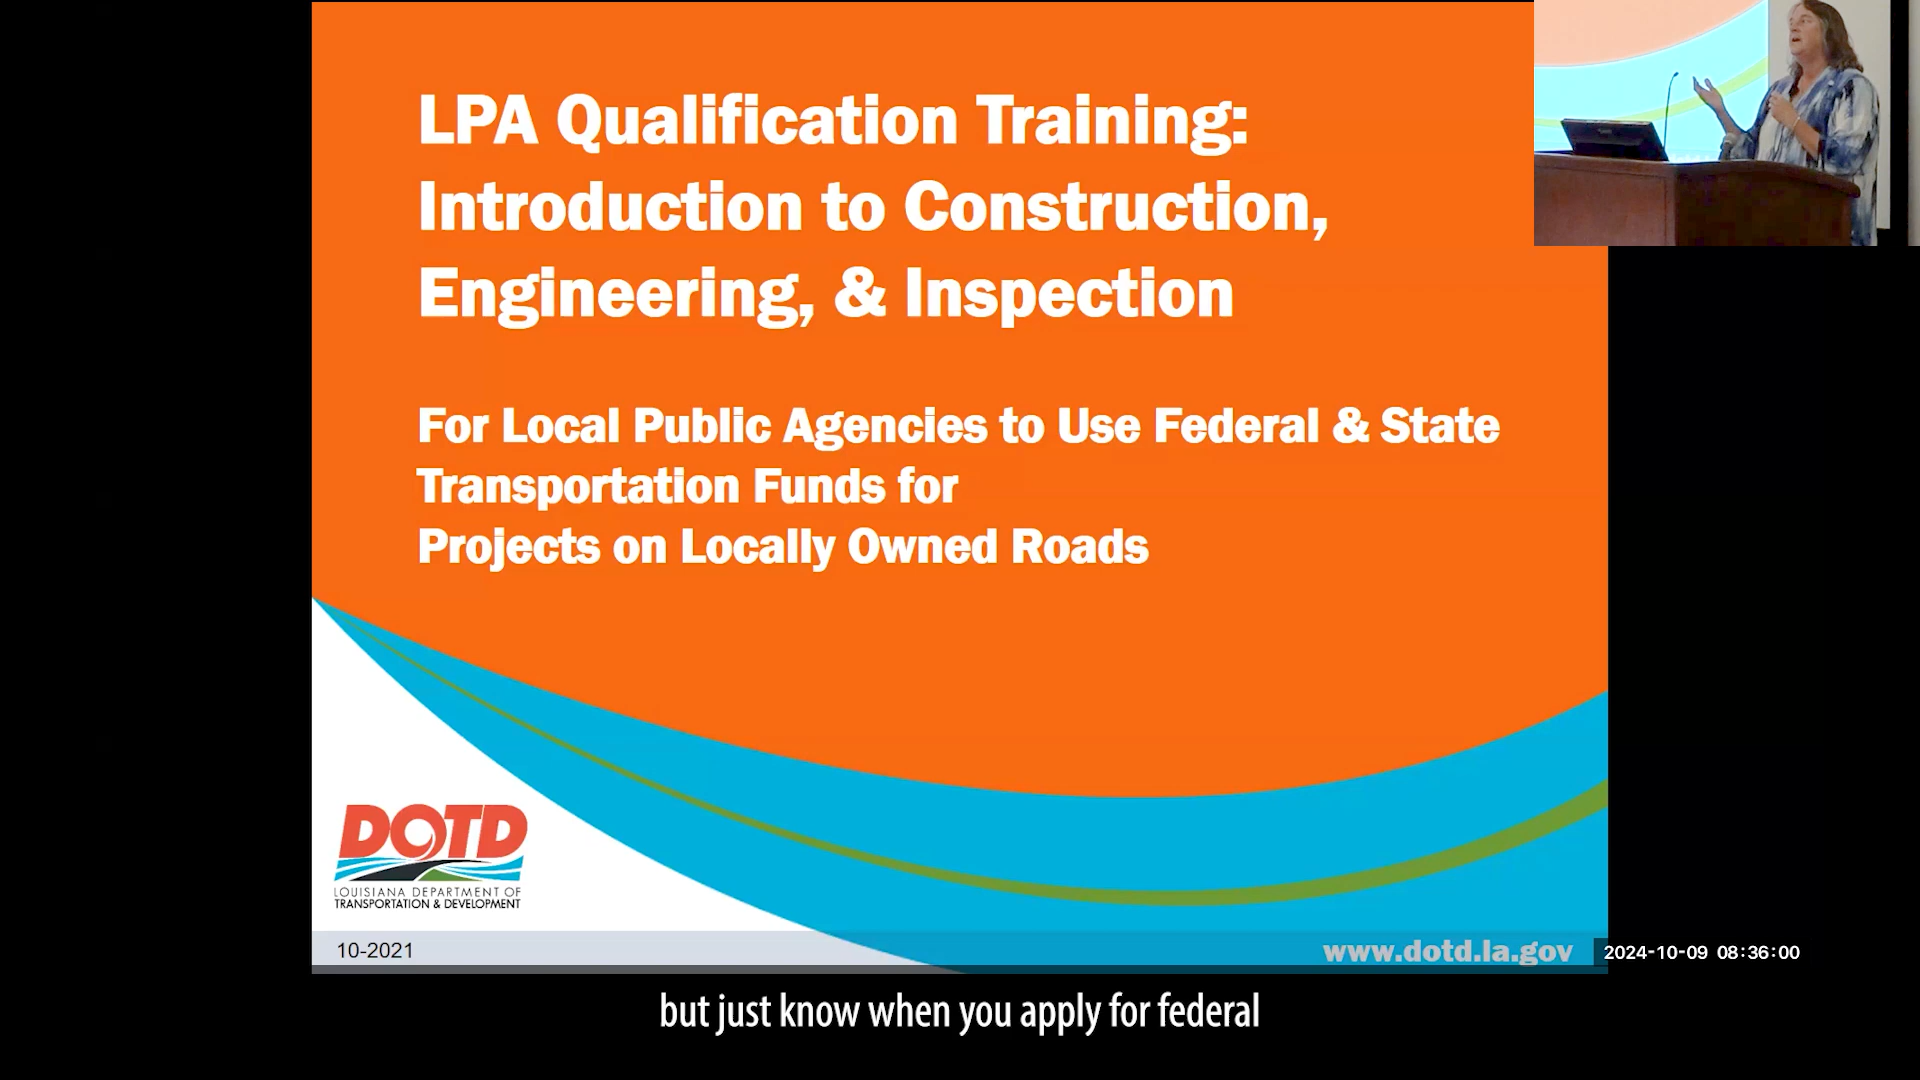 LPA Qualification Training:
Introduction to Construction,
Engineering, & Inspection
For Local Public Agencies to Use Federal & State
Transportation Funds for
Projects on Locally Owned Roads
DOTD
LOUISIANA DEPARTMENT OF
TRANSPORTATION & DEVELOPMENT
10-2021
www.dotd.la.gov
2024-10-09 08:36:00
but just know when you apply for federal